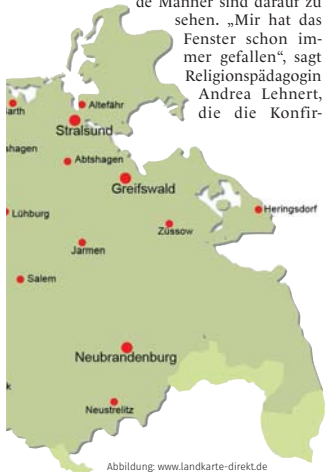 de Männer sind darauf zu
sehen. „Mir hat das
Fenster schon im-
mer gefallen“, sagt
Religionspädagogin
Andrea Lehnert,
die die Konfir-
Altefähr
Stralsund
Abtshagen
Greifswald
Heringsdorf
Lühburg
Züssow
Jarmen
Salem
Neubrandenburg
Neustrelitz
Abbildung: www.landkarte-direkt.de